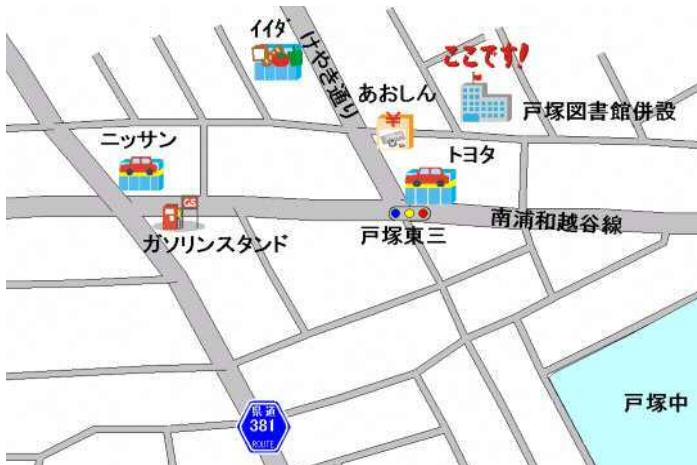 イイダ
けやき通り
ここです!
あおしん
¥
戸塚図書館併設
ニッサン
トヨタ
GS
ガソリンスタンド
戸塚東三
南浦和越谷線
戸塚中
県道
381
ROUTE